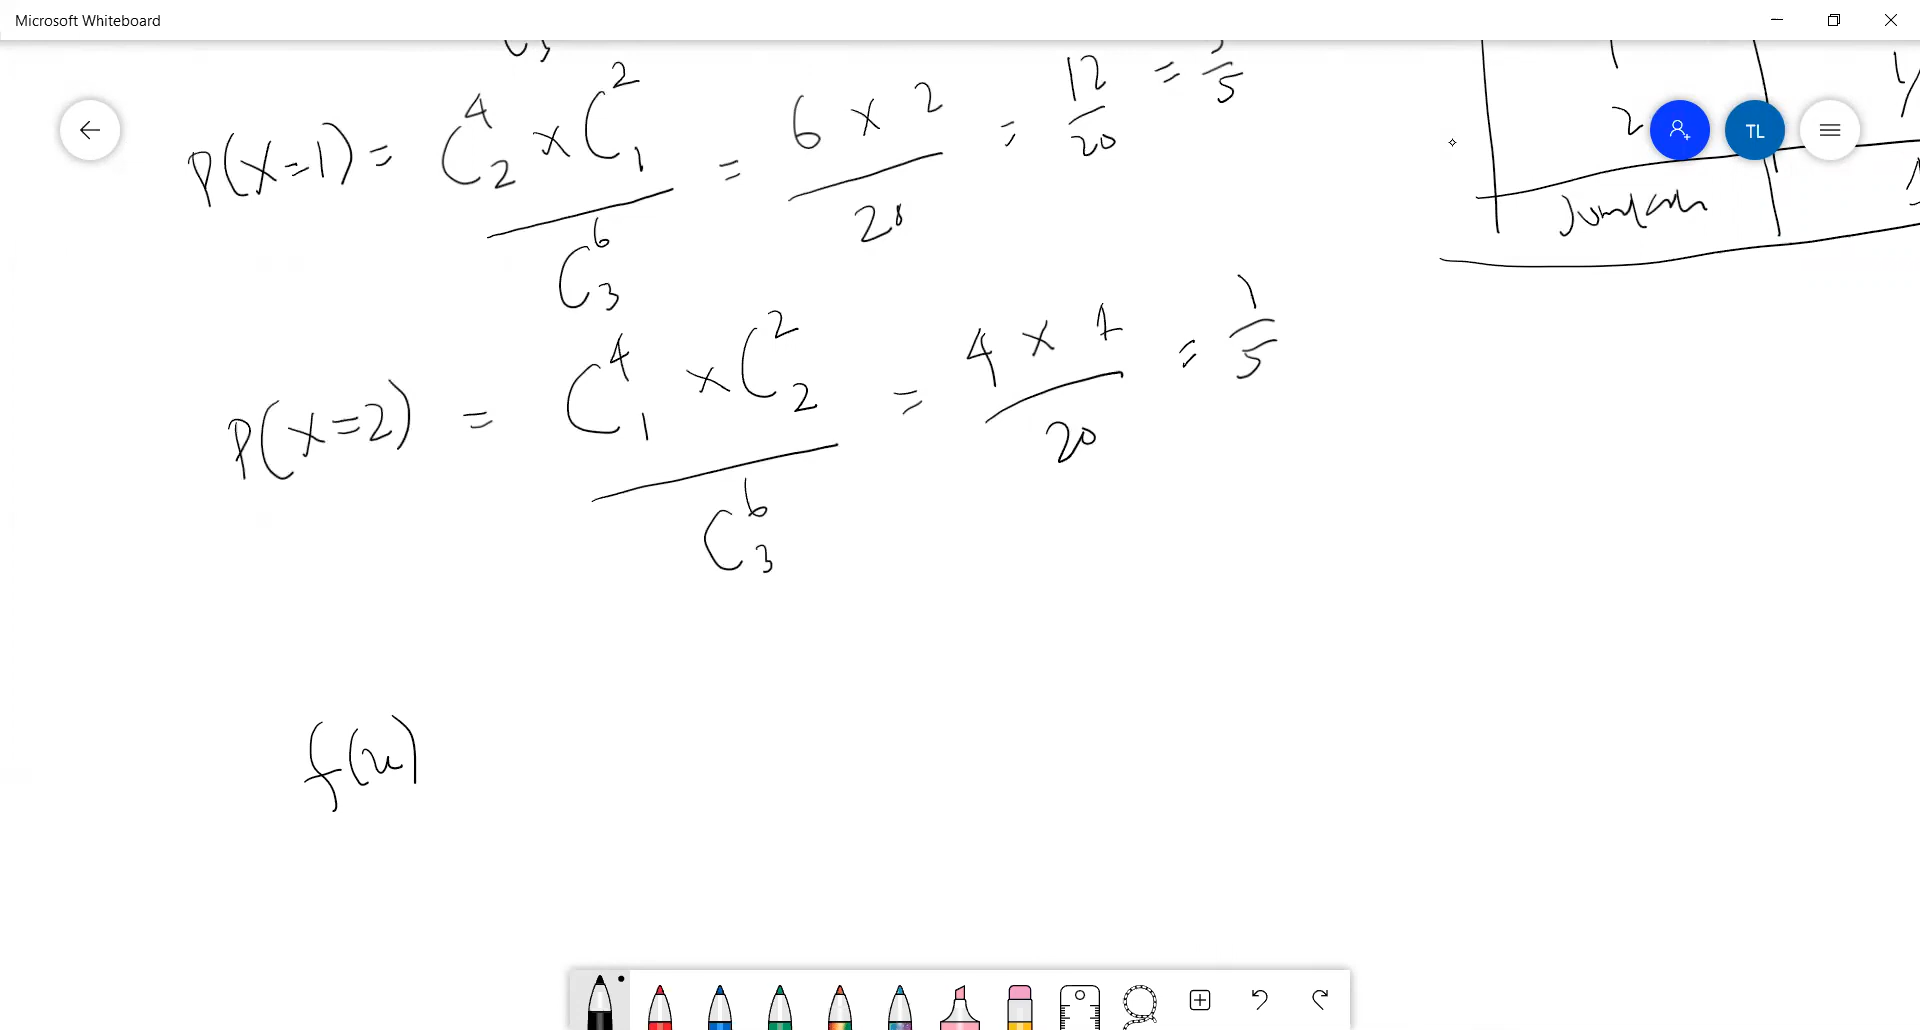 Microsoft Whiteboard
P(X=1) = C⁴₂ × C²₁ / C⁶₃ = 6 × 2 / 20 = 12/20 = 3/5
P(X=2) = C⁴₁ × C²₂ / C⁶₃ = 4 × 1 / 20 = 1/5
f(x)
1
2
Jumlah
TL